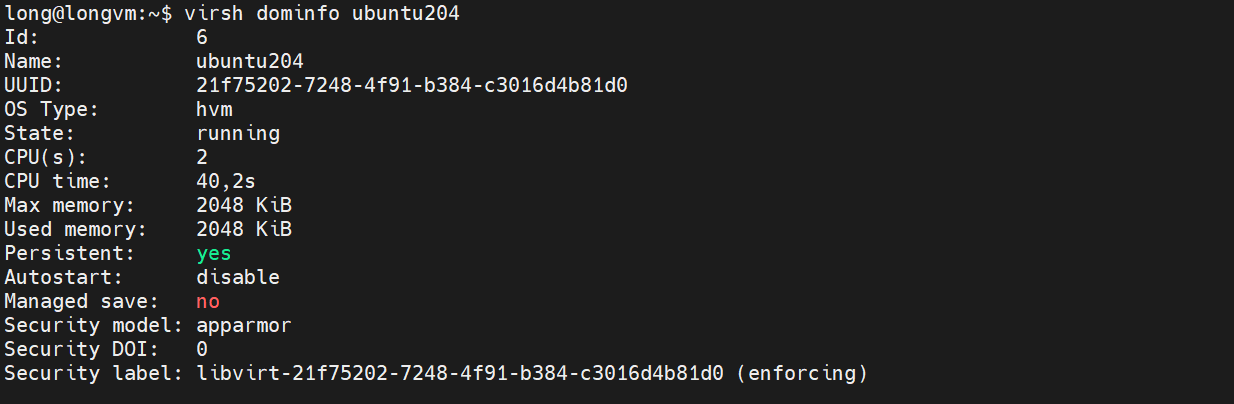 long@longvm:~$ virsh dominfo ubuntu204
Id:             6
Name:           ubuntu204
UUID:           21f75202-7248-4f91-b384-c3016d4b81d0
OS Type:        hvm
State:          running
CPU(s):         2
CPU time:       40,2s
Max memory:     2048 KiB
Used memory:    2048 KiB
Persistent:     yes
Autostart:      disable
Managed save:   no
Security model: apparmor
Security DOI:   0
Security label: libvirt-21f75202-7248-4f91-b384-c3016d4b81d0 (enforcing)